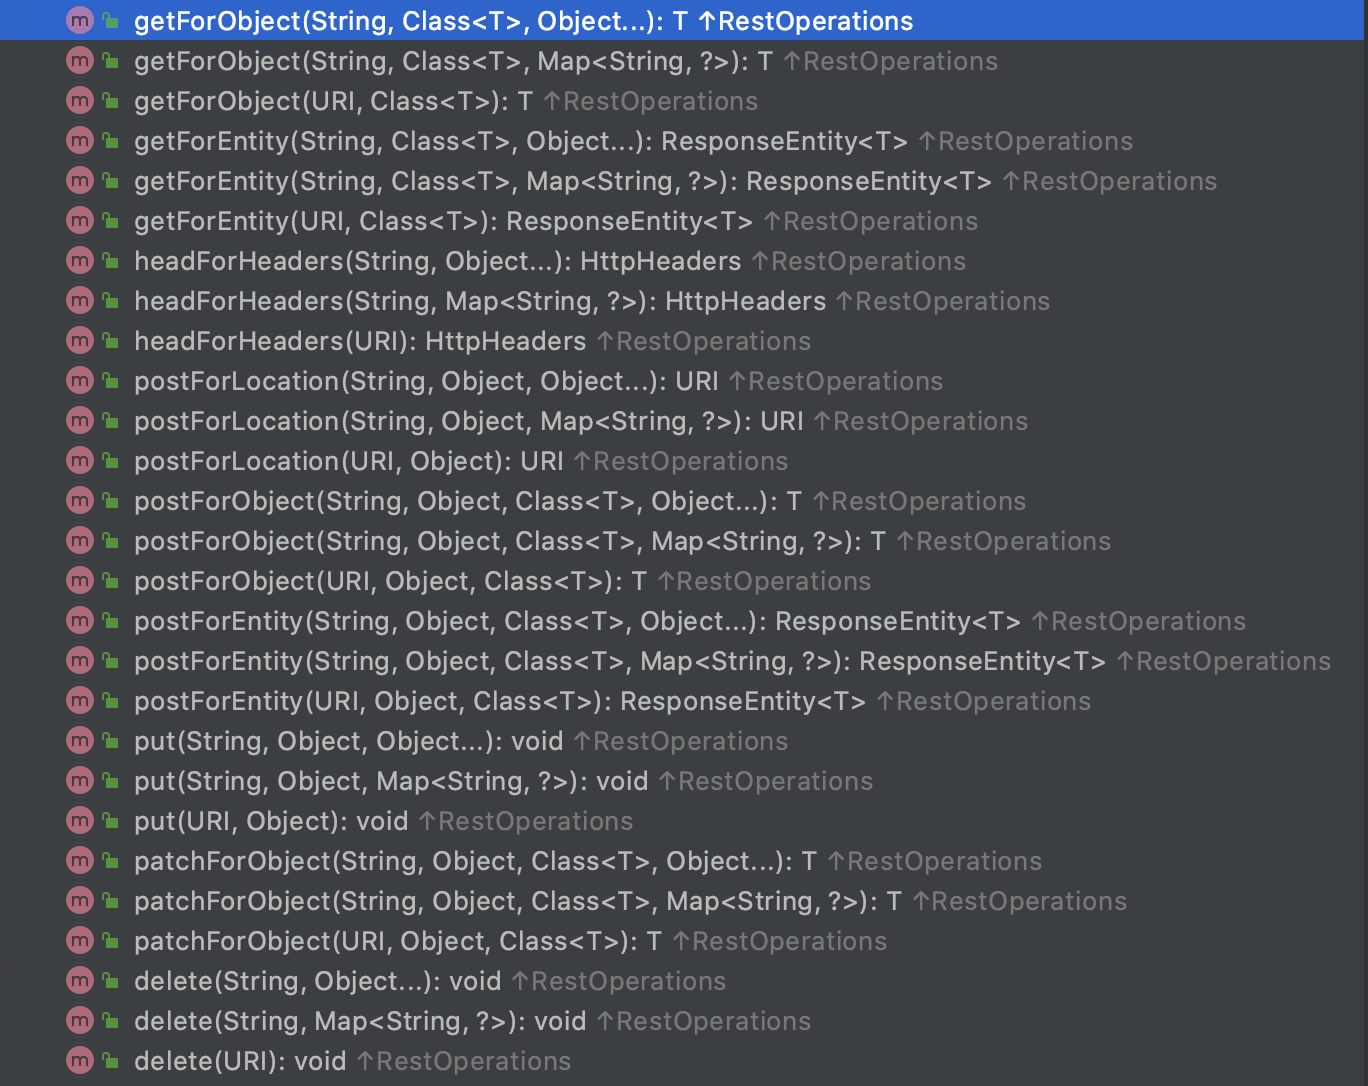 m getForObject(String, Class<T>, Object...): T ↑RestOperations
m getForObject(String, Class<T>, Map<String, ?>): T ↑RestOperations
m getForObject(URI, Class<T>): T ↑RestOperations
m getForEntity(String, Class<T>, Object...): ResponseEntity<T> ↑RestOperations
m getForEntity(String, Class<T>, Map<String, ?>): ResponseEntity<T> ↑RestOperations
m getForEntity(URI, Class<T>): ResponseEntity<T> ↑RestOperations
m headForHeaders(String, Object...): HttpHeaders ↑RestOperations
m headForHeaders(String, Map<String, ?>): HttpHeaders ↑RestOperations
m headForHeaders(URI): HttpHeaders ↑RestOperations
m postForLocation(String, Object, Object...): URI ↑RestOperations
m postForLocation(String, Object, Map<String, ?>): URI ↑RestOperations
m postForLocation(URI, Object): URI ↑RestOperations
m postForObject(String, Object, Class<T>, Object...): T ↑RestOperations
m postForObject(String, Object, Class<T>, Map<String, ?>): T ↑RestOperations
m postForObject(URI, Object, Class<T>): T ↑RestOperations
m postForEntity(String, Object, Class<T>, Object...): ResponseEntity<T> ↑RestOperations
m postForEntity(String, Object, Class<T>, Map<String, ?>): ResponseEntity<T> ↑RestOperations
m postForEntity(URI, Object, Class<T>): ResponseEntity<T> ↑RestOperations
m put(String, Object, Object...): void ↑RestOperations
m put(String, Object, Map<String, ?>): void ↑RestOperations
m put(URI, Object): void ↑RestOperations
m patchForObject(String, Object, Class<T>, Object...): T ↑RestOperations
m patchForObject(String, Object, Class<T>, Map<String, ?>): T ↑RestOperations
m patchForObject(URI, Object, Class<T>): T ↑RestOperations
m delete(String, Object...): void ↑RestOperations
m delete(String, Map<String, ?>): void ↑RestOperations
m delete(URI): void ↑RestOperations